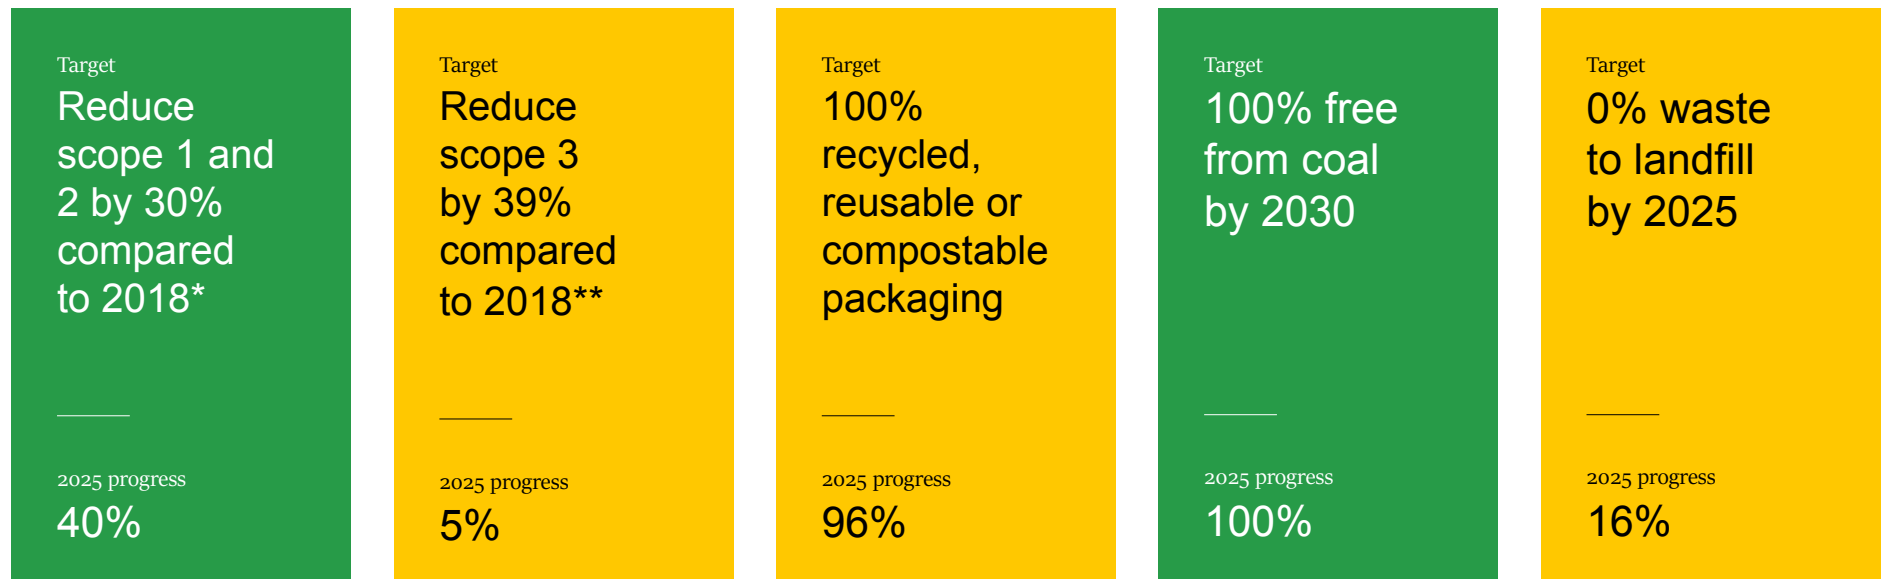 Target
Reduce
scope 1 and
2 by 30%
compared
to 2018*
2025 progress
40%
Target
Reduce
scope 3
by 39%
compared
to 2018**
2025 progress
5%
Target
100%
recycled,
reusable or
compostable
packaging
2025 progress
96%
Target
100% free
from coal
by 2030
2025 progress
100%
Target
0% waste
to landfill
by 2025
2025 progress
16%